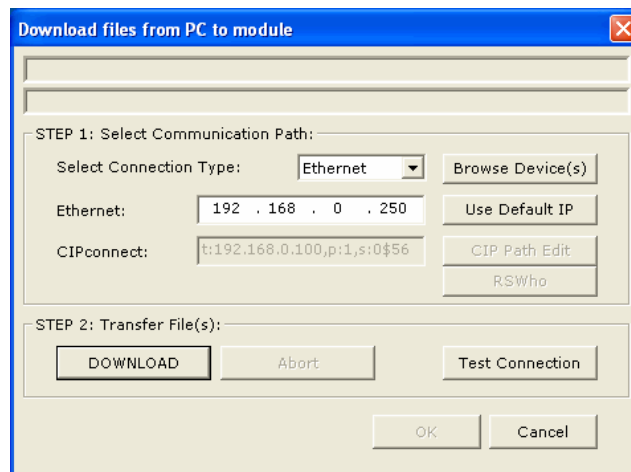 Download files from PC to module
STEP 1: Select Communication Path:
Select Connection Type: Ethernet Browse Device(s)
Ethernet: 192 . 168 . 0 . 250 Use Default IP
CIPconnect: t:192.168.0.100,p:1,s:0$56 CIP Path Edit
RSWho
STEP 2: Transfer File(s):
DOWNLOAD Abort Test Connection
OK Cancel